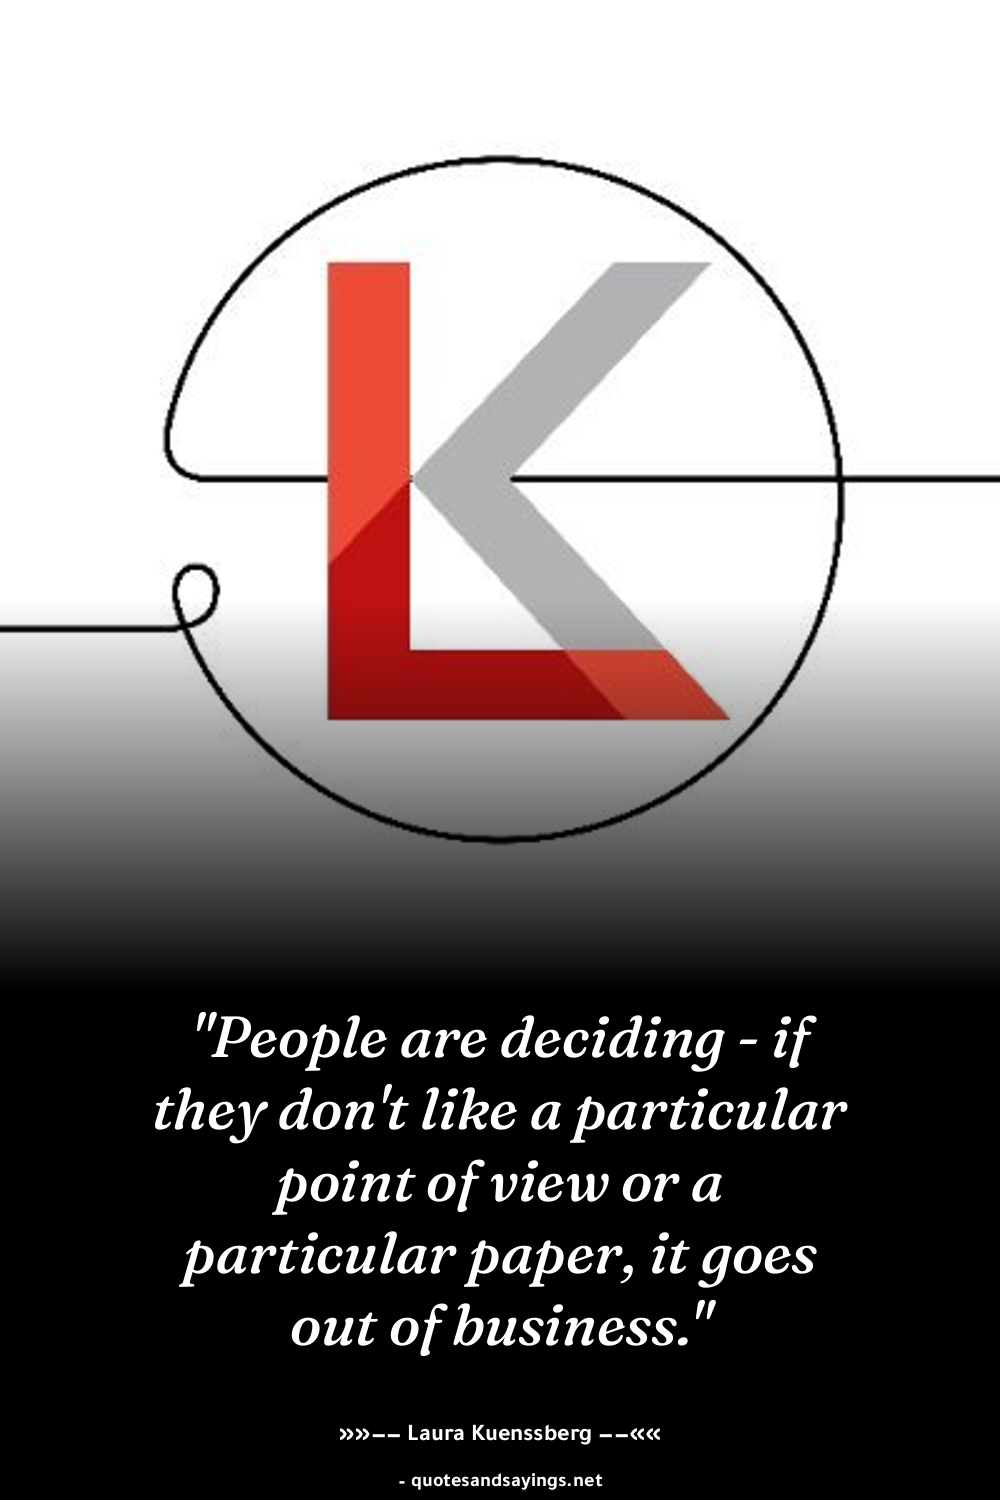 LK
"People are deciding - if
they don't like a particular
point of view or a
particular paper, it goes
out of business."
»»−− Laura Kuenssberg −−««
- quotesandsayings.net